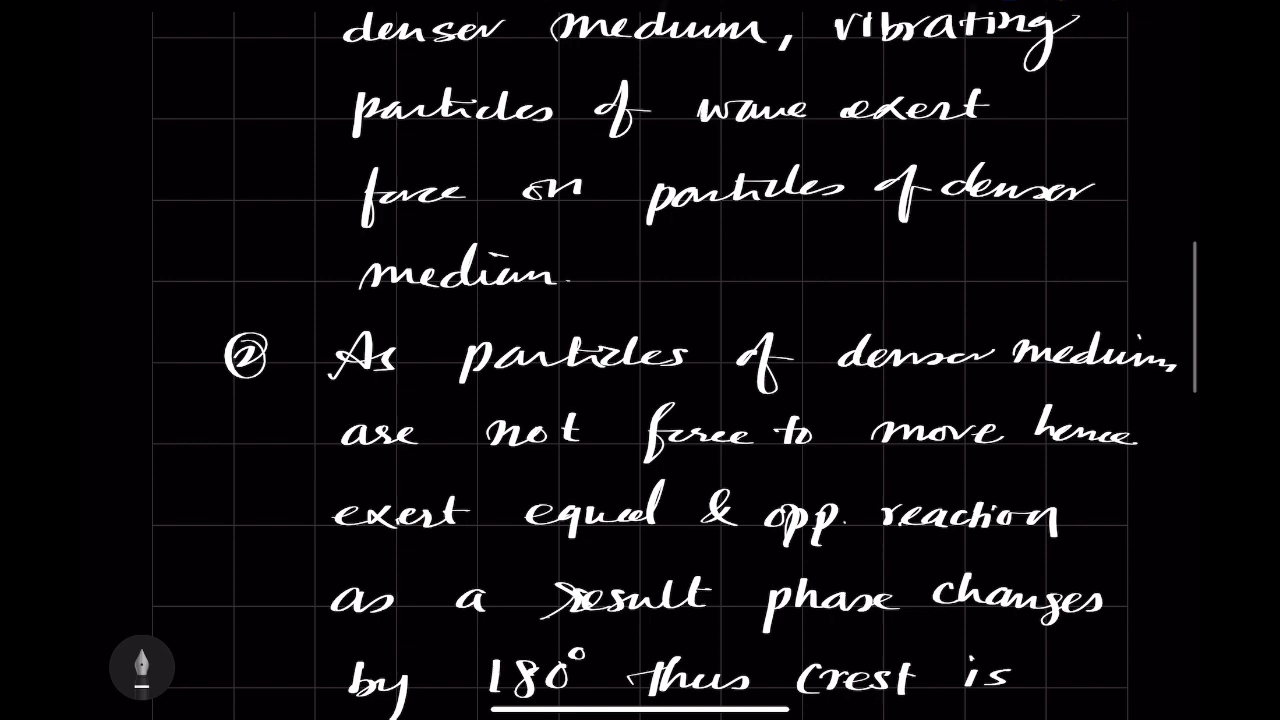 denser medium, vibrating
particles of wave exert
force on particles of denser
medium.
② As particles of denser medium,
are not force to move hence
exert equal & opp. reaction
as a result phase changes
by 180° thus crest is